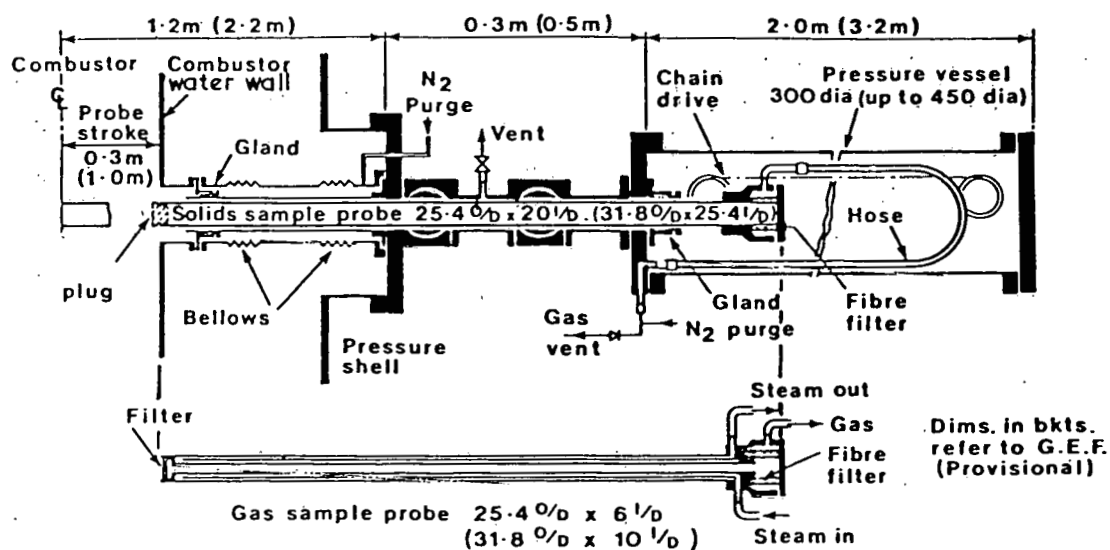 1·2m (2·2m)
0·3m (0·5m)
2·0m (3·2m)
Combustor
℄
Combustor
water wall
N2
Purge
Vent
Chain
drive
Pressure vessel
300 dia (up to 450 dia)
Probe
stroke
0·3m
(1·0m)
Gland
Solids sample probe 25·4 O/D x 20 I/D. (31·8 O/D x 25·4 I/D)
Hose
plug
Bellows
Pressure
shell
Gas
vent
N2 purge
Gland
Fibre
filter
Filter
Steam out
Gas
Fibre
filter
Steam in
Dims. in bkts.
refer to G.E.F.
(Provisional)
Gas sample probe 25·4 O/D x 6 I/D
(31·8 O/D x 10 I/D)